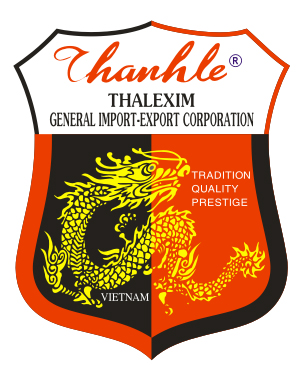 Thanhle®
THALEXIM
GENERAL IMPORT-EXPORT CORPORATION
TRADITION
QUALITY
PRESTIGE
VIETNAM